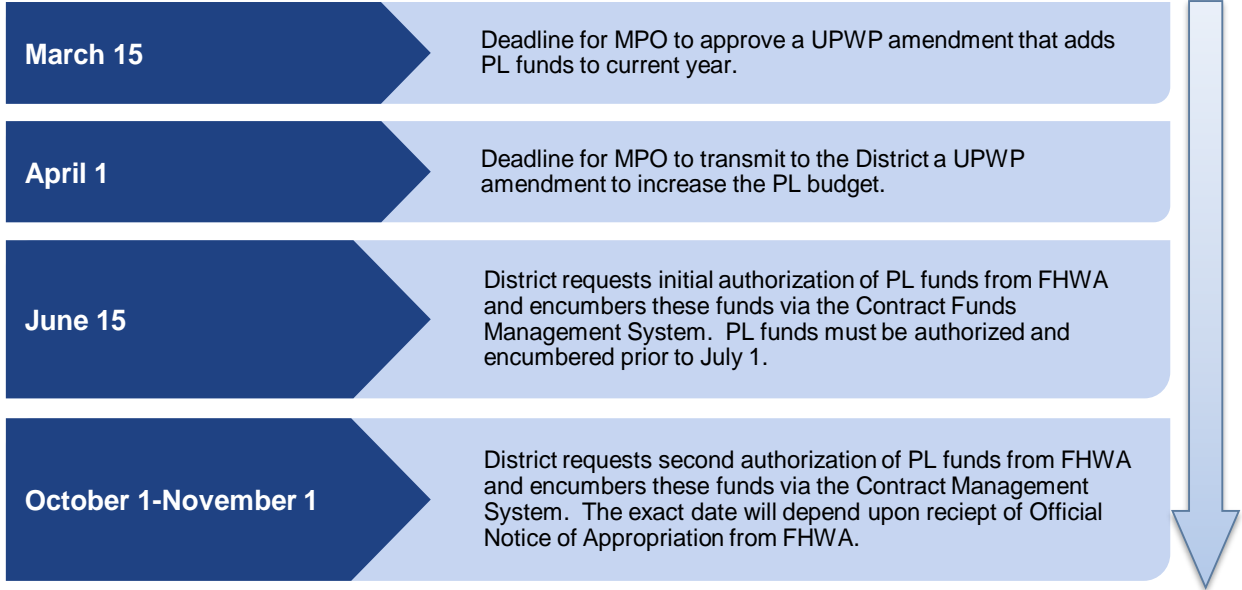 March 15
Deadline for MPO to approve a UPWP amendment that adds
PL funds to current year.
April 1
Deadline for MPO to transmit to the District a UPWP
amendment to increase the PL budget.
June 15
District requests initial authorization of PL funds from FHWA
and encumbers these funds via the Contract Funds
Management System.  PL funds must be authorized and
encumbered prior to July 1.
October 1-November 1
District requests second authorization of PL funds from FHWA
and encumbers these funds via the Contract Management
System.  The exact date will depend upon reciept of Official
Notice of Appropriation from FHWA.